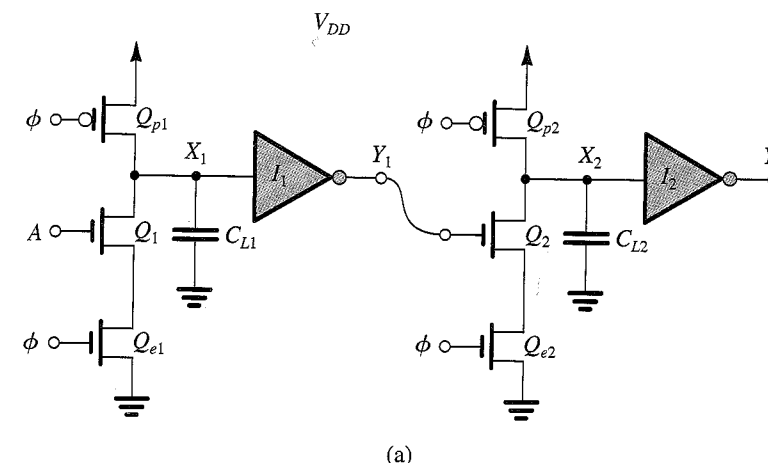 V_DD
ϕ Q_p1 ϕ Q_p2
X_1 I_1 Y_1 X_2 I_2
A Q_1 C_L1 Q_2 C_L2
ϕ Q_e1 ϕ Q_e2
(a)